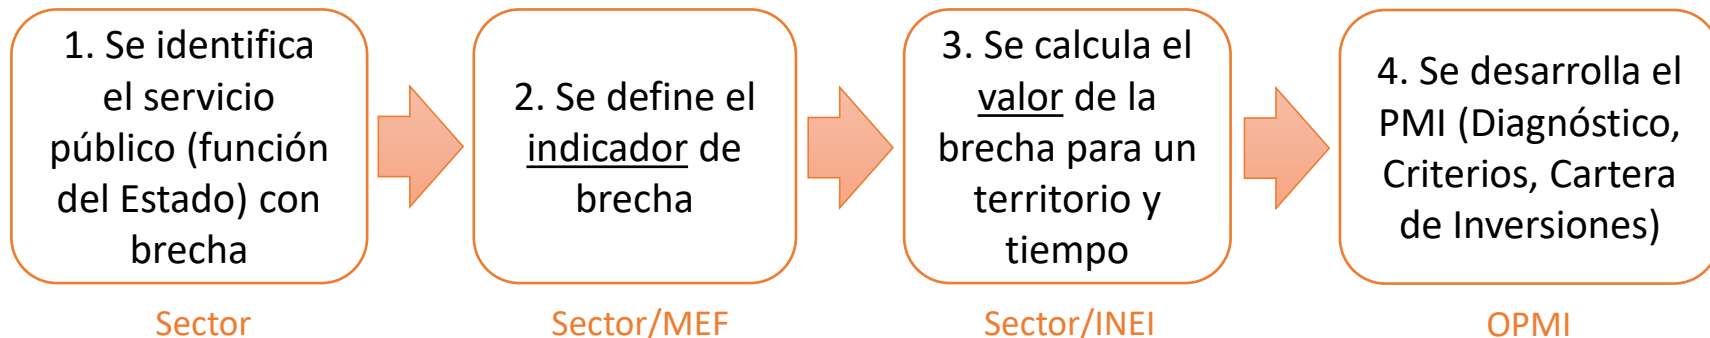 1. Se identifica
el servicio
público (función
del Estado) con
brecha
Sector
2. Se define el
indicador de
brecha
Sector/MEF
3. Se calcula el
valor de la
brecha para un
territorio y
tiempo
Sector/INEI
4. Se desarrolla el
PMI (Diagnóstico,
Criterios, Cartera
de Inversiones)
OPMI